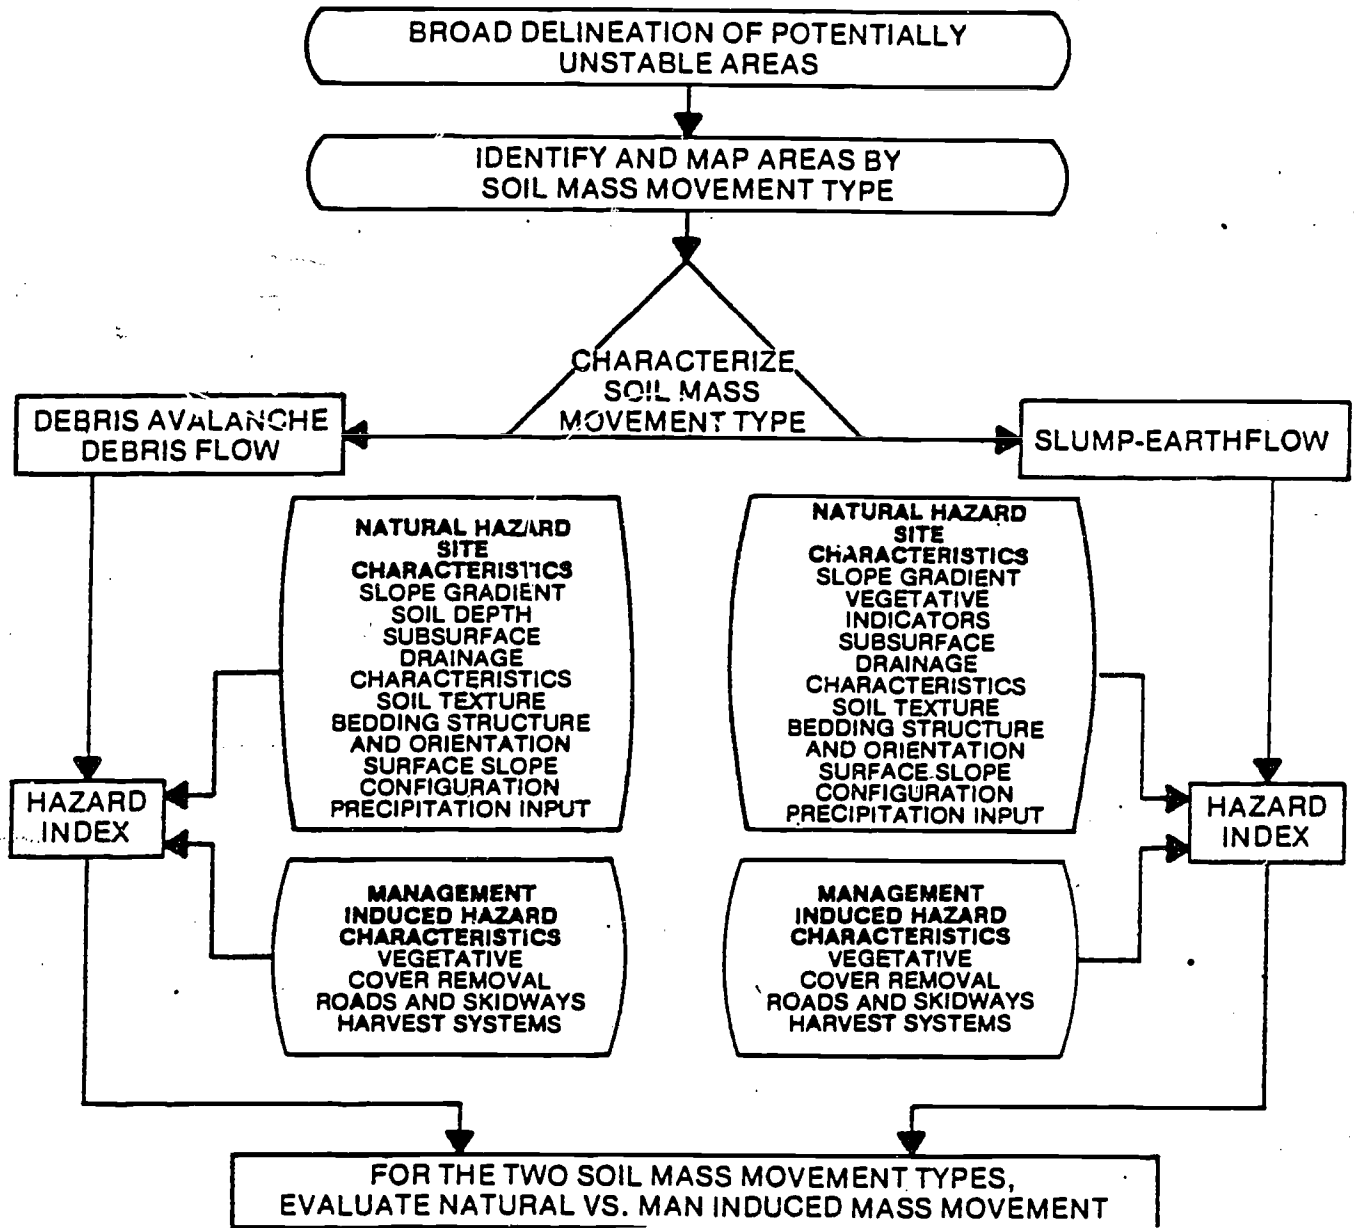 BROAD DELINEATION OF POTENTIALLY
UNSTABLE AREAS
IDENTIFY AND MAP AREAS BY
SOIL MASS MOVEMENT TYPE
CHARACTERIZE
SOIL MASS
MOVEMENT TYPE
DEBRIS AVALANCHE
DEBRIS FLOW
SLUMP-EARTHFLOW
NATURAL HAZARD
SITE
CHARACTERISTICS
SLOPE GRADIENT
SOIL DEPTH
SUBSURFACE
DRAINAGE
CHARACTERISTICS
SOIL TEXTURE
BEDDING STRUCTURE
AND ORIENTATION
SURFACE SLOPE
CONFIGURATION
PRECIPITATION INPUT
NATURAL HAZARD
SITE
CHARACTERISTICS
SLOPE GRADIENT
VEGETATIVE
INDICATORS
SUBSURFACE
DRAINAGE
CHARACTERISTICS
SOIL TEXTURE
BEDDING STRUCTURE
AND ORIENTATION
SURFACE SLOPE
CONFIGURATION
PRECIPITATION INPUT
HAZARD
INDEX
HAZARD
INDEX
MANAGEMENT
INDUCED HAZARD
CHARACTERISTICS
VEGETATIVE
COVER REMOVAL
ROADS AND SKIDWAYS
HARVEST SYSTEMS
MANAGEMENT
INDUCED HAZARD
CHARACTERISTICS
VEGETATIVE
COVER REMOVAL
ROADS AND SKIDWAYS
HARVEST SYSTEMS
FOR THE TWO SOIL MASS MOVEMENT TYPES,
EVALUATE NATURAL VS. MAN INDUCED MASS MOVEMENT